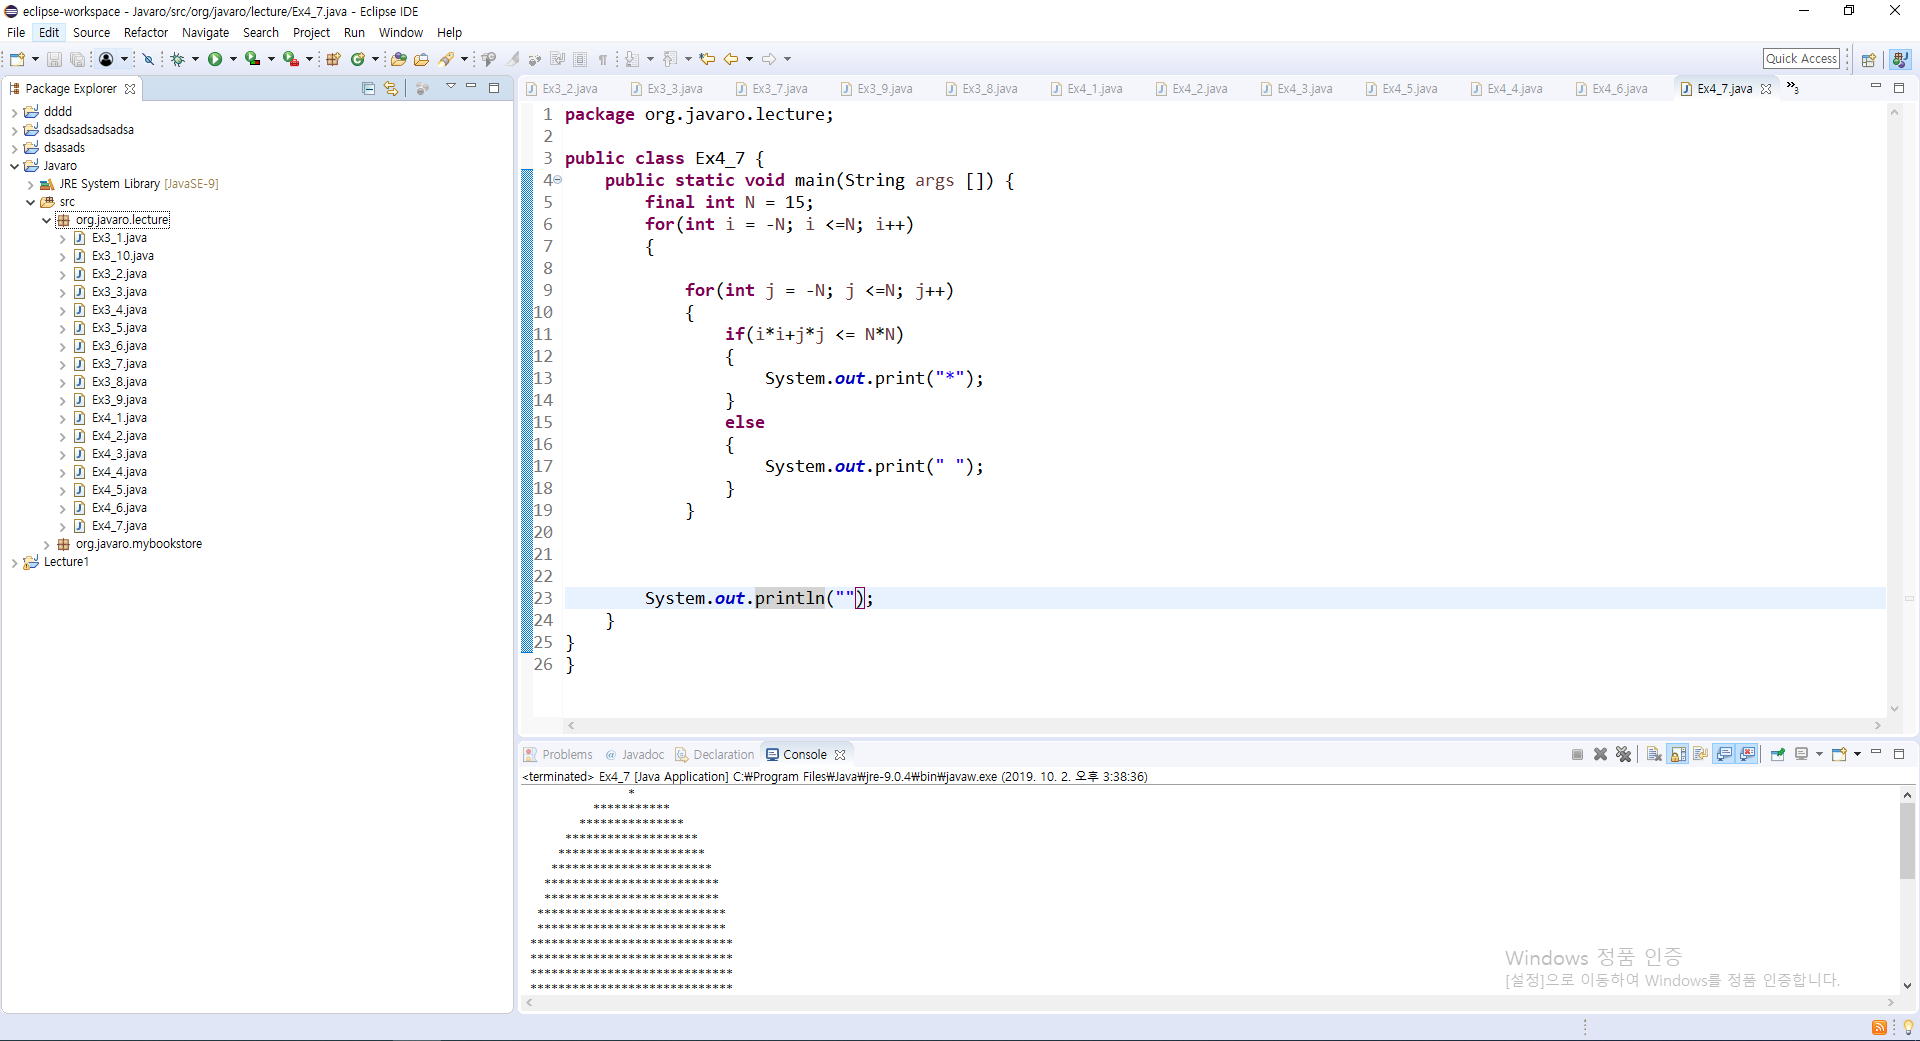 eclipse-workspace - Javaro/src/org/javaro/lecture/Ex4_7.java - Eclipse IDE
File Edit Source Refactor Navigate Search Project Run Window Help
Quick Access
Package Explorer
dddd
dsadsadsadsadsa
dsasads
Javaro
JRE System Library [JavaSE-9]
src
org.javaro.lecture
Ex3_1.java
Ex3_10.java
Ex3_2.java
Ex3_3.java
Ex3_4.java
Ex3_5.java
Ex3_6.java
Ex3_7.java
Ex3_8.java
Ex3_9.java
Ex4_1.java
Ex4_2.java
Ex4_3.java
Ex4_4.java
Ex4_5.java
Ex4_6.java
Ex4_7.java
org.javaro.mybookstore
Lecture1
Ex3_2.java Ex3_3.java Ex3_7.java Ex3_9.java Ex3_8.java Ex4_1.java Ex4_2.java Ex4_3.java Ex4_5.java Ex4_4.java Ex4_6.java Ex4_7.java »3
1 package org.javaro.lecture;
2
3 public class Ex4_7 {
4     public static void main(String args []) {
5         final int N = 15;
6         for(int i = -N; i <=N; i++)
7         {
8
9             for(int j = -N; j <=N; j++)
10             {
11                 if(i*i+j*j <= N*N)
12                 {
13                     System.out.print("*");
14                 }
15                 else
16                 {
17                     System.out.print(" ");
18                 }
19             }
20
21
22
23         System.out.println("");
24     }
25 }
26 }
Problems @ Javadoc Declaration Console
<terminated> Ex4_7 [Java Application] C:₩Program Files₩Java₩jre-9.0.4₩bin₩javaw.exe (2019. 10. 2. 오후 3:38:36)
*
***********
***************
*******************
*********************
***********************
*************************
*************************
***************************
***************************
*****************************
*****************************
*****************************
*****************************
Windows 정품 인증
[설정]으로 이동하여 Windows를 정품 인증합니다.